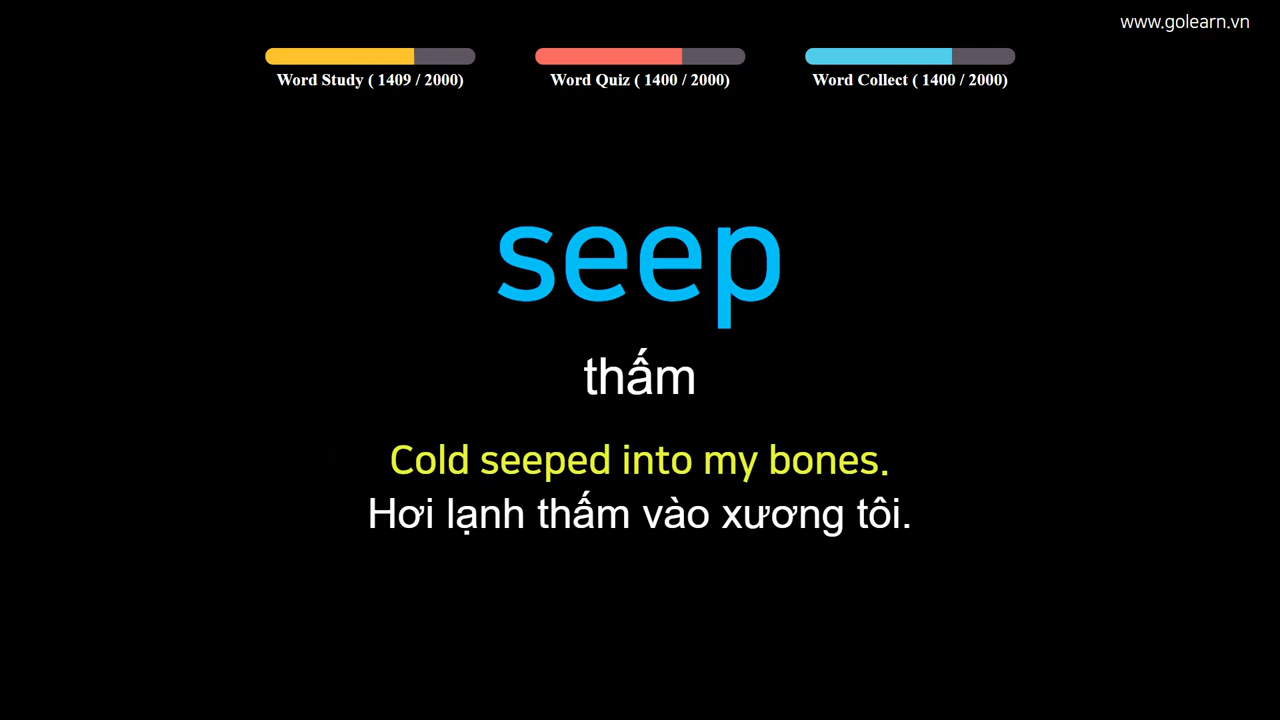 www.golearn.vn
Word Study ( 1409 / 2000)
Word Quiz ( 1400 / 2000)
Word Collect ( 1400 / 2000)
seep
thấm
Cold seeped into my bones.
Hơi lạnh thấm vào xương tôi.